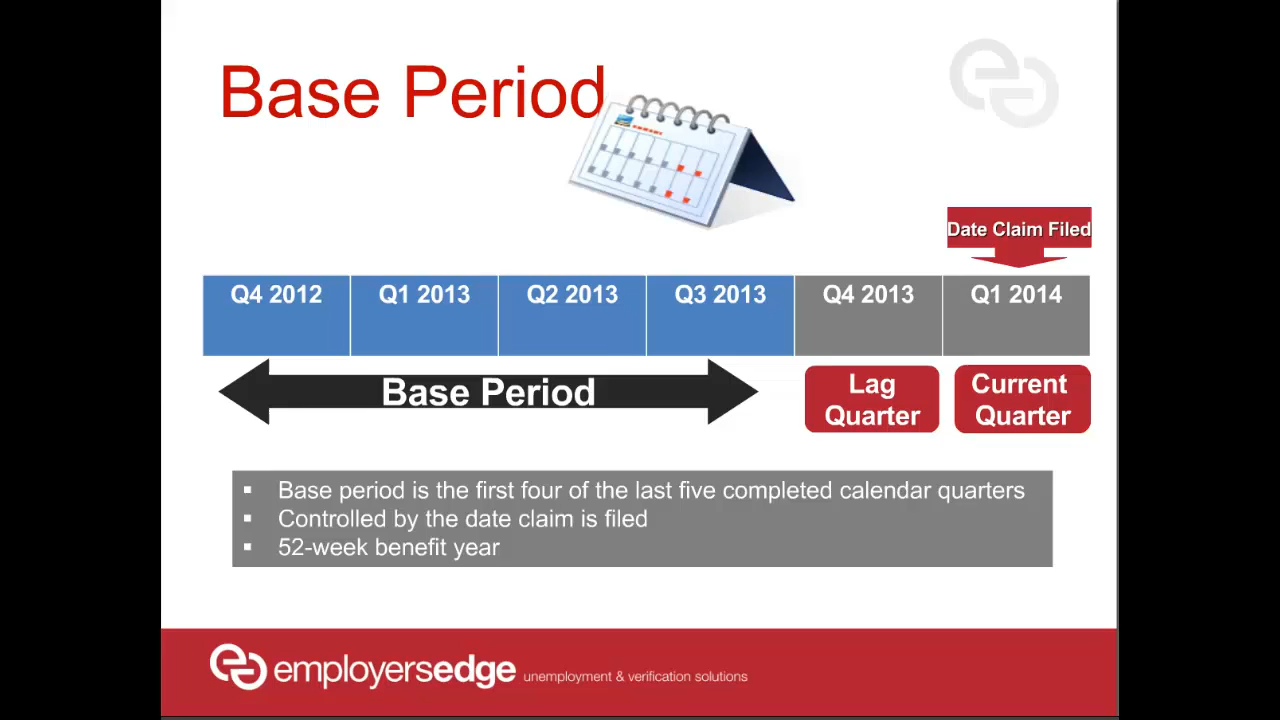 Base Period
Date Claim Filed
Q4 2012 Q1 2013 Q2 2013 Q3 2013 Q4 2013 Q1 2014
Base Period
Lag
Quarter
Current
Quarter
▪ Base period is the first four of the last five completed calendar quarters
▪ Controlled by the date claim is filed
▪ 52-week benefit year
employersedge unemployment & verification solutions